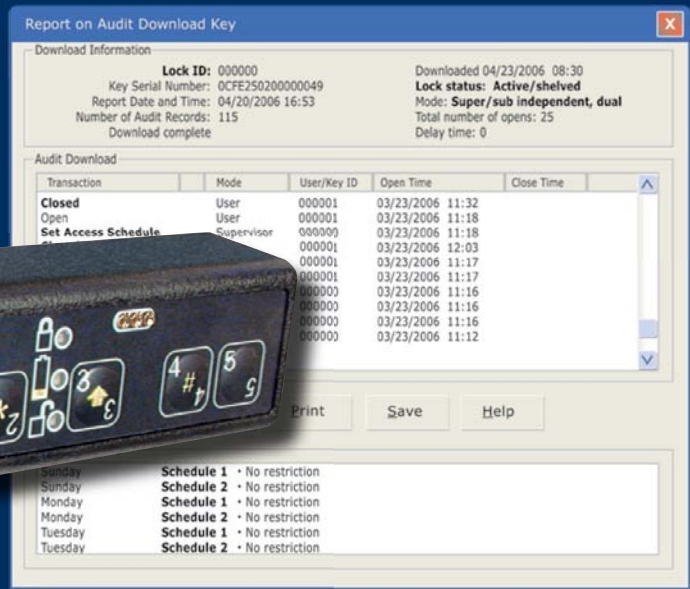 Report on Audit Download Key
X
Download Information
Lock ID: 000000
Downloaded 04/23/2006 08:30
Key Serial Number: 0CFE250200000049
Lock status: Active/shelved
Report Date and Time: 04/20/2006 16:53
Mode: Super/sub independent, dual
Number of Audit Records: 115
Total number of opens: 25
Download complete
Delay time: 0
Audit Download
Transaction Mode User/Key ID Open Time Close Time
Closed User 000001 03/23/2006 11:32
Open User 000001 03/23/2006 11:18
Set Access Schedule Supervisor 000000 03/23/2006 11:18
000001 03/23/2006 12:03
000001 03/23/2006 11:17
000001 03/23/2006 11:17
000000 03/23/2006 11:16
000000 03/23/2006 11:16
000000 03/23/2006 11:16
000000 03/23/2006 11:12
* 2
3 3
4 # 4
5 5
Print Save Help
Sunday Schedule 1 • No restriction
Sunday Schedule 2 • No restriction
Monday Schedule 1 • No restriction
Monday Schedule 2 • No restriction
Tuesday Schedule 1 • No restriction
Tuesday Schedule 2 • No restriction